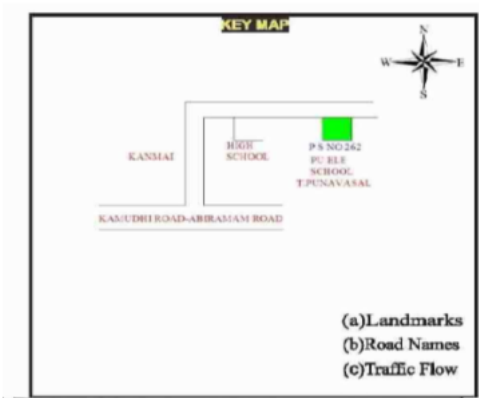 KEY MAP
N
W E
S
HIGH
SCHOOL
P S NO 262
PU ELE
SCHOOL
T.PUNAVASAL
KANMAI
KAMUDHI ROAD-ABIRAMAM ROAD
(a)Landmarks
(b)Road Names
(c)Traffic Flow